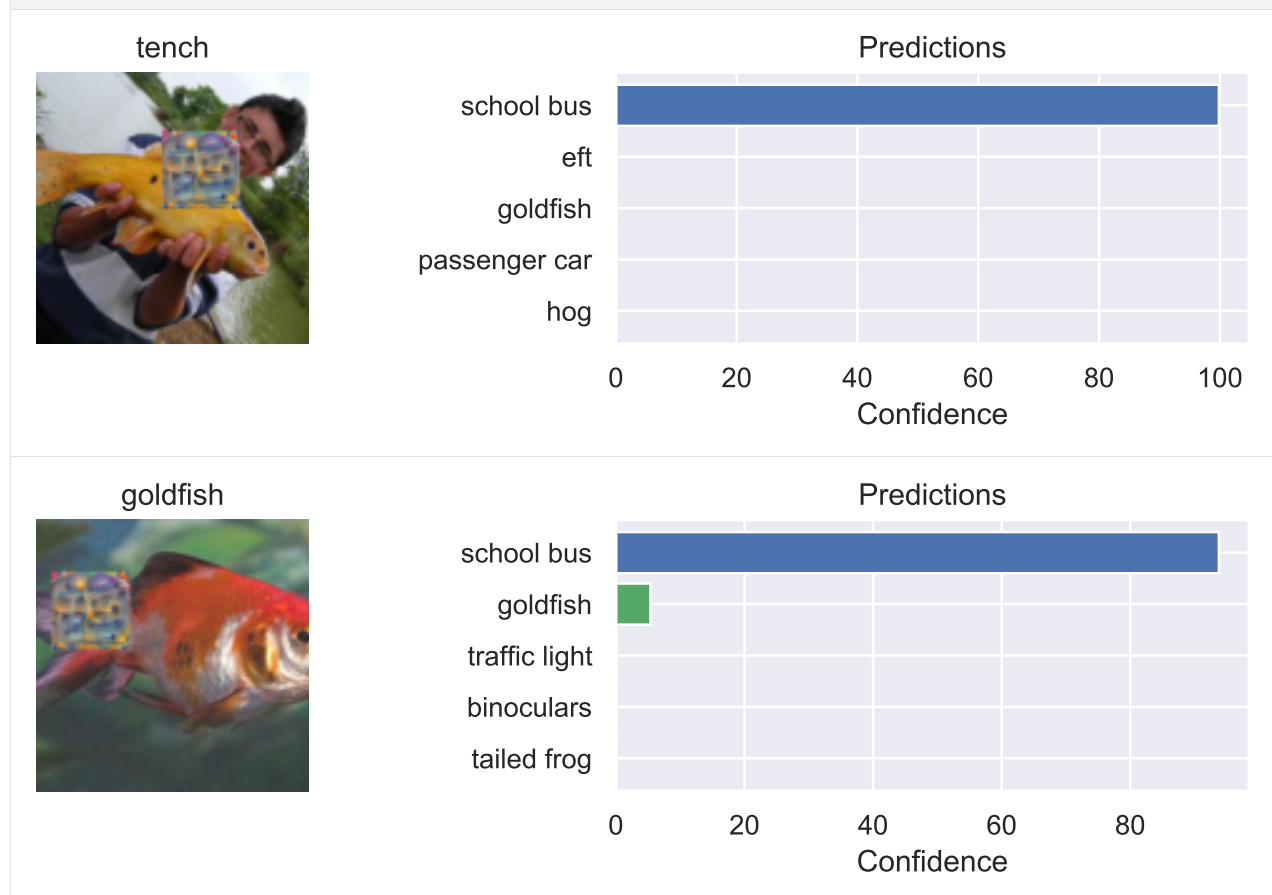 tench
Predictions
school bus
eft
goldfish
passenger car
hog
0 20 40 60 80 100
Confidence
goldfish
Predictions
school bus
goldfish
traffic light
binoculars
tailed frog
0 20 40 60 80
Confidence